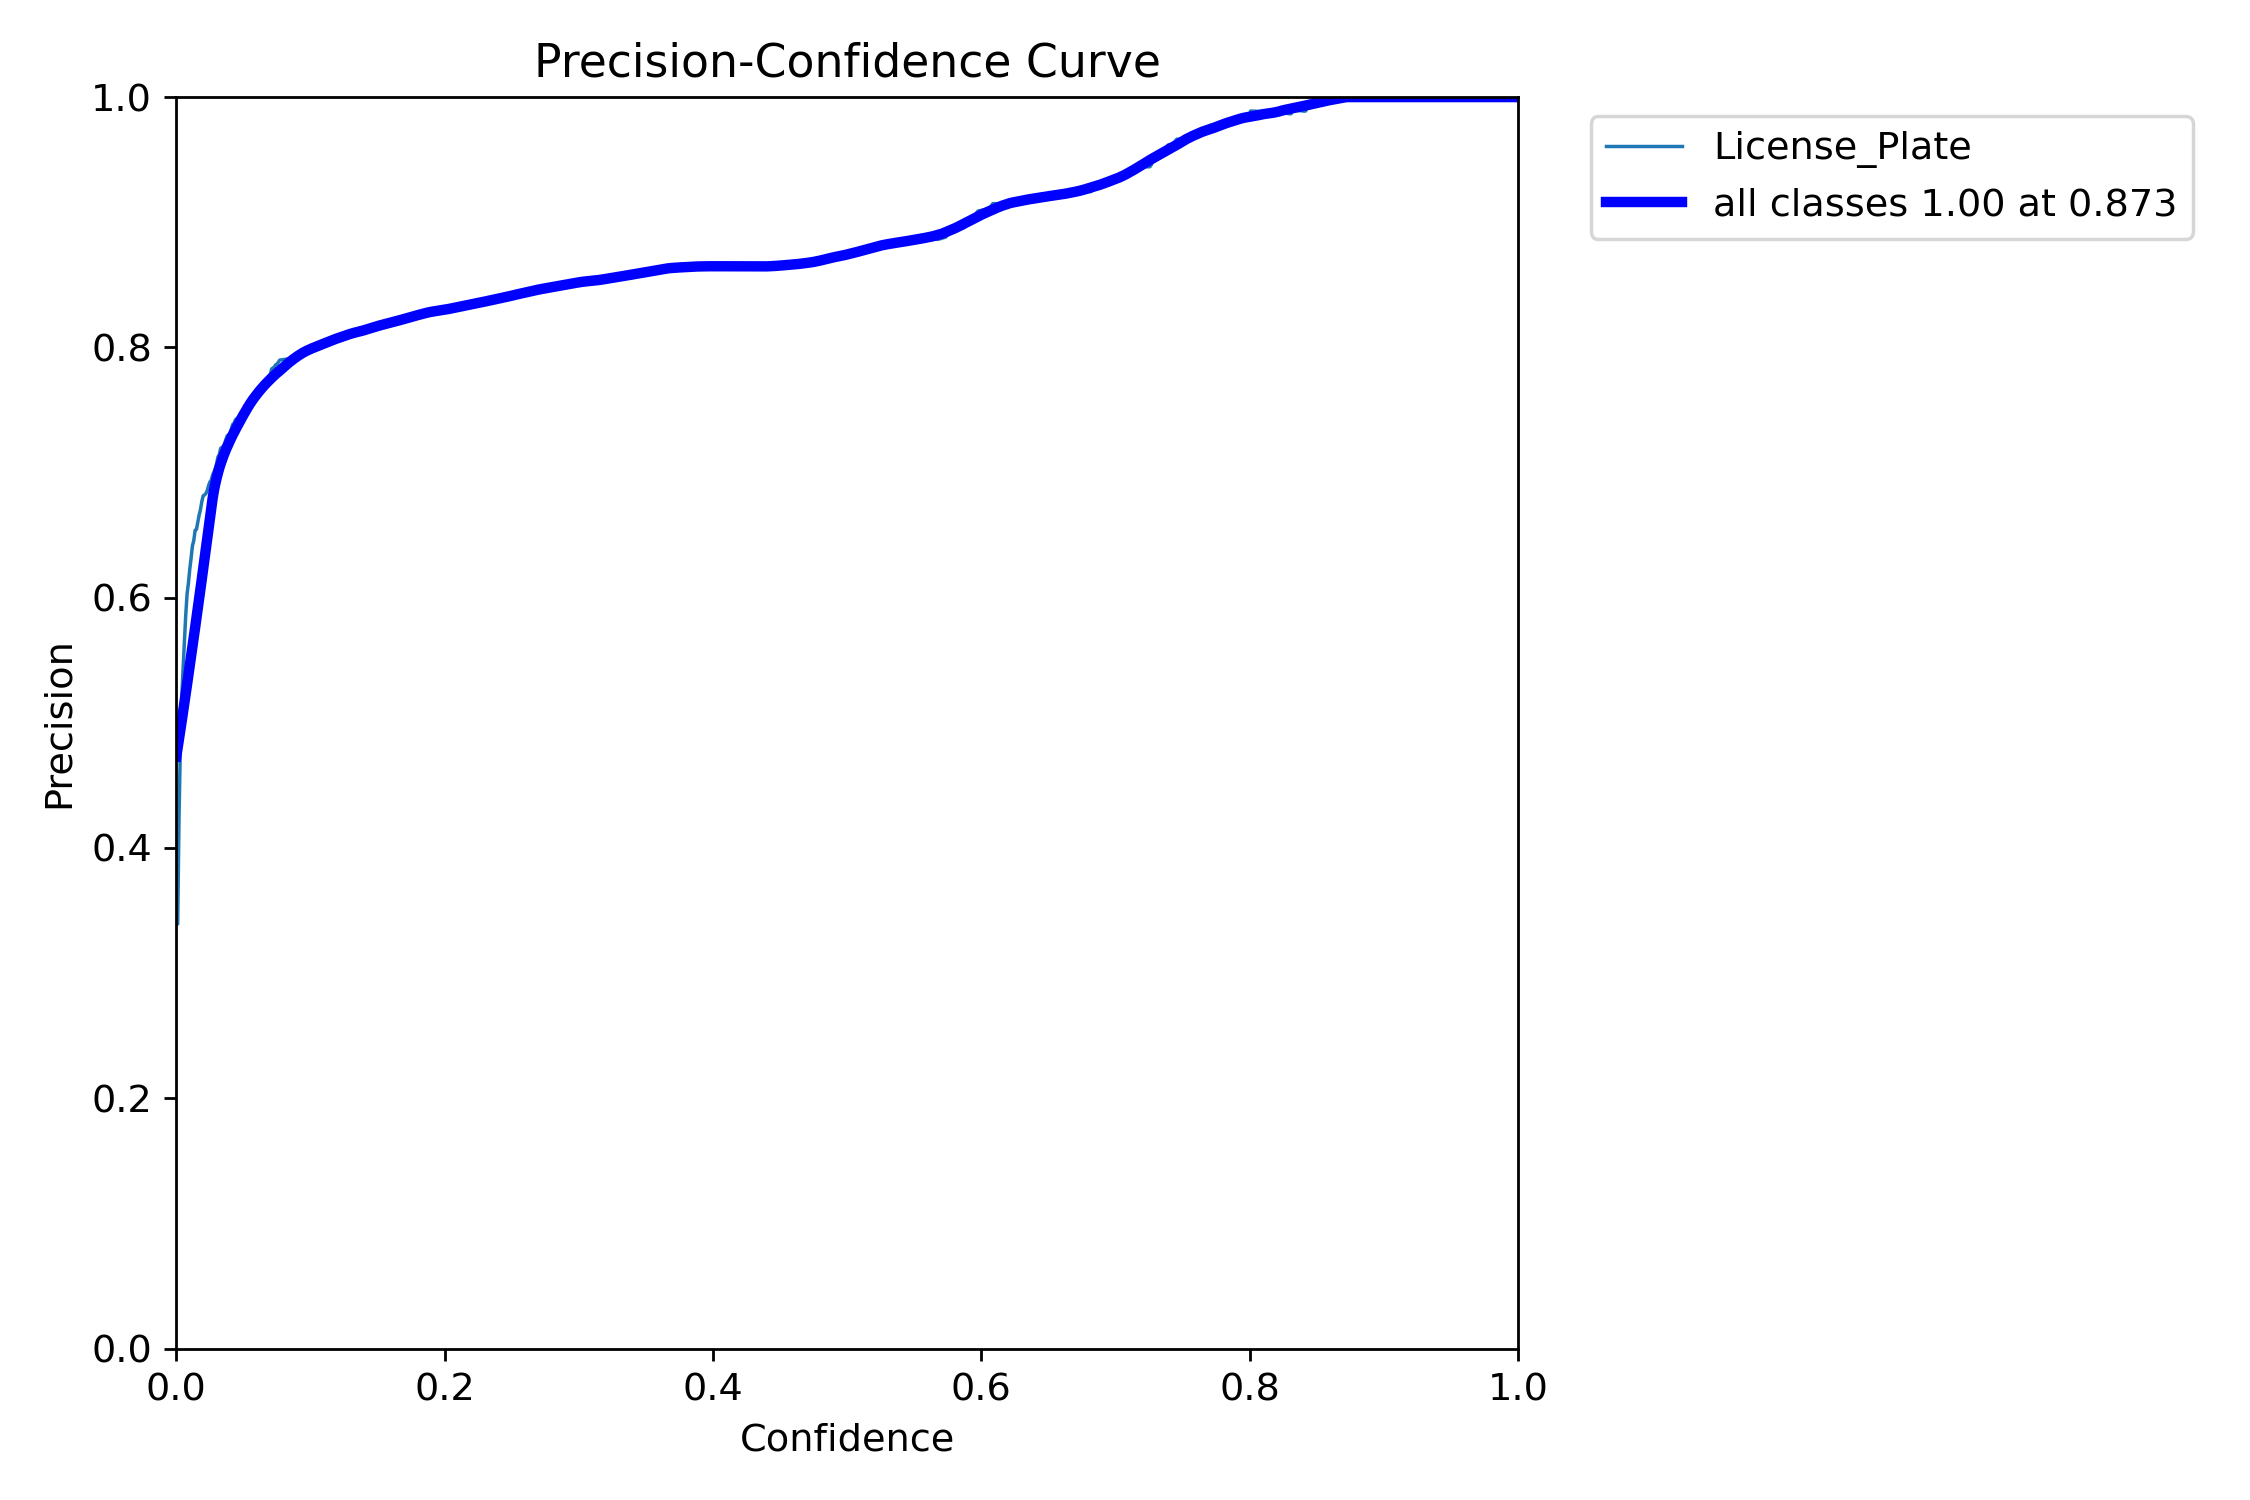 Precision-Confidence Curve
1.0
0.8
0.6
0.4
0.2
0.0
Precision
0.0 0.2 0.4 0.6 0.8 1.0
Confidence
License_Plate
all classes 1.00 at 0.873